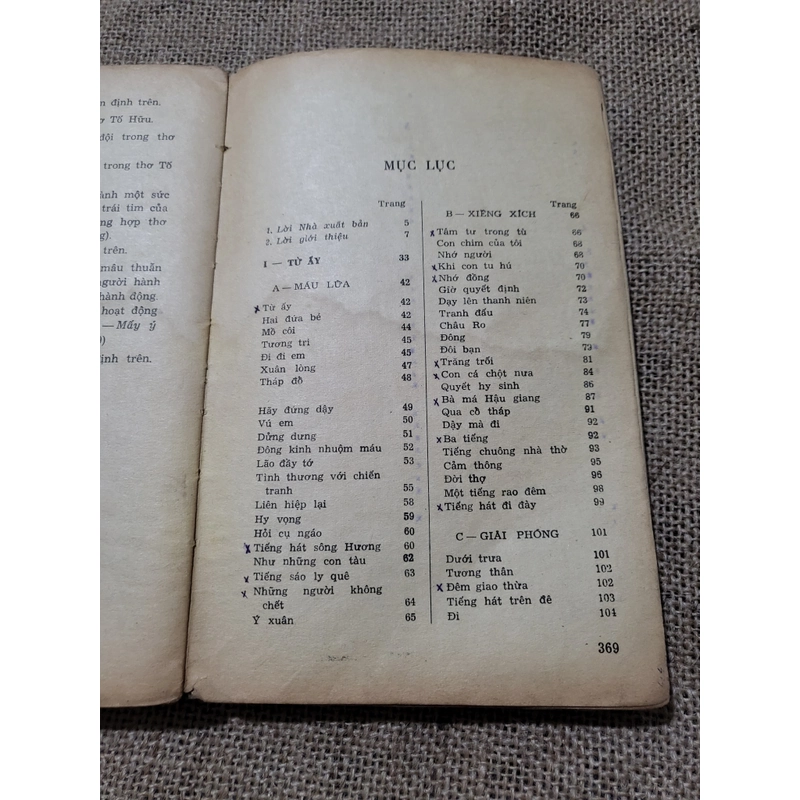 n định trên.
ơ Tố Hữu.
đội trong thơ
trong thơ Tố
ành một sức
trái tim của
ng hợp thơ
g).
trên.
mâu thuẫn
người hành
hành động.
hoạt động
— Mấy ý
)
ịnh trên.
MỤC LỤC
Trang
1. Lời Nhà xuất bản 5
2. Lời giới thiệu 7
I — TỪ ẤY 33
A — MÁU LỬA 42
x Từ ấy 42
Hai đứa bé 42
Mồ côi 44
Tương tri 45
Đi đi em 45
Xuân lòng 47
Tháp đổ 48
Hãy đứng dậy 49
Vú em 50
Dửng dưng 51
Đông kinh nhuộm máu 52
Lão đầy tớ 53
Tình thương với chiến
tranh 55
Liên hiệp lại 58
Hy vọng 59
Hỏi cụ ngáo 60
x Tiếng hát sông Hương 60
Như những con tàu 62
x Tiếng sáo ly quê 63
x Những người không
chết 64
Ý xuân 65
Trang
B — XIỀNG XÍCH 66
x Tâm tư trong tù 66
Con chim của tôi 68
Nhớ người 68
x Khi con tu hú 70
x Nhớ đồng 70
Giờ quyết định 72
Dạy lên thanh niên 73
Tranh đấu 74
Châu Ro 77
Đông 79
Đôi bạn 79
x Trăng trối 81
x Con cá chột nưa 84
Quyết hy sinh 86
x Bà má Hậu giang 87
Qua cổ tháp 91
Dậy mà đi 92
x Ba tiếng 92
Tiếng chuông nhà thờ 93
Cảm thông 95
Đời thợ 96
Một tiếng rao đêm 98
x Tiếng hát đi đày 99
C — GIẢI PHÓNG 101
Dưới trưa 101
Tương thân 102
x Đêm giao thừa 102
Tiếng hát trên đê 103
Đi 104
369